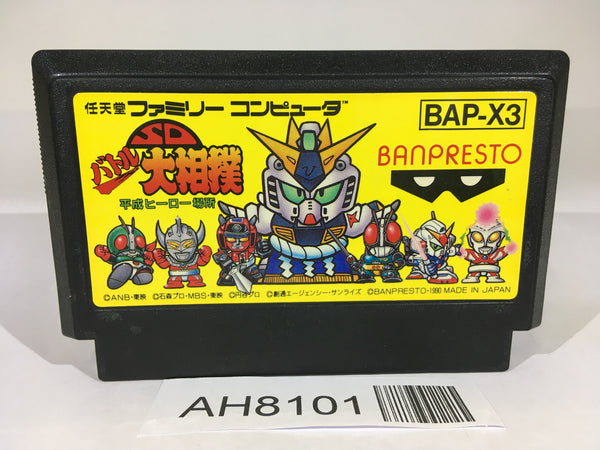 任天堂 ファミリー コンピュータ™
BAP-X3
SD
バトル
大相撲
平成ヒーロー場所
BANPRESTO
©ANB・東映 ©石森プロ・MBS・東映 ©円谷プロ ©創通エージェンシー・サンライズ ©BANPRESTO・1990 MADE IN JAPAN
AH8101